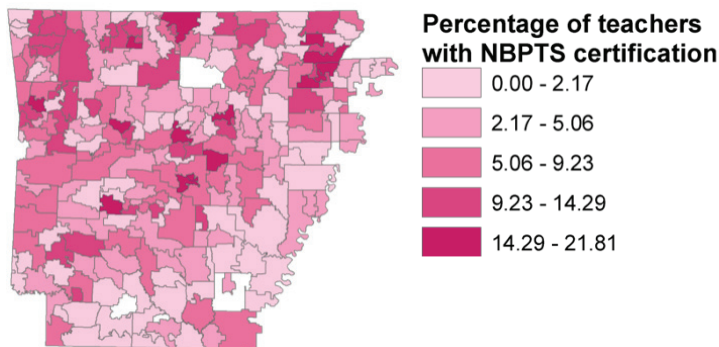 Percentage of teachers
with NBPTS certification
0.00 - 2.17
2.17 - 5.06
5.06 - 9.23
9.23 - 14.29
14.29 - 21.81